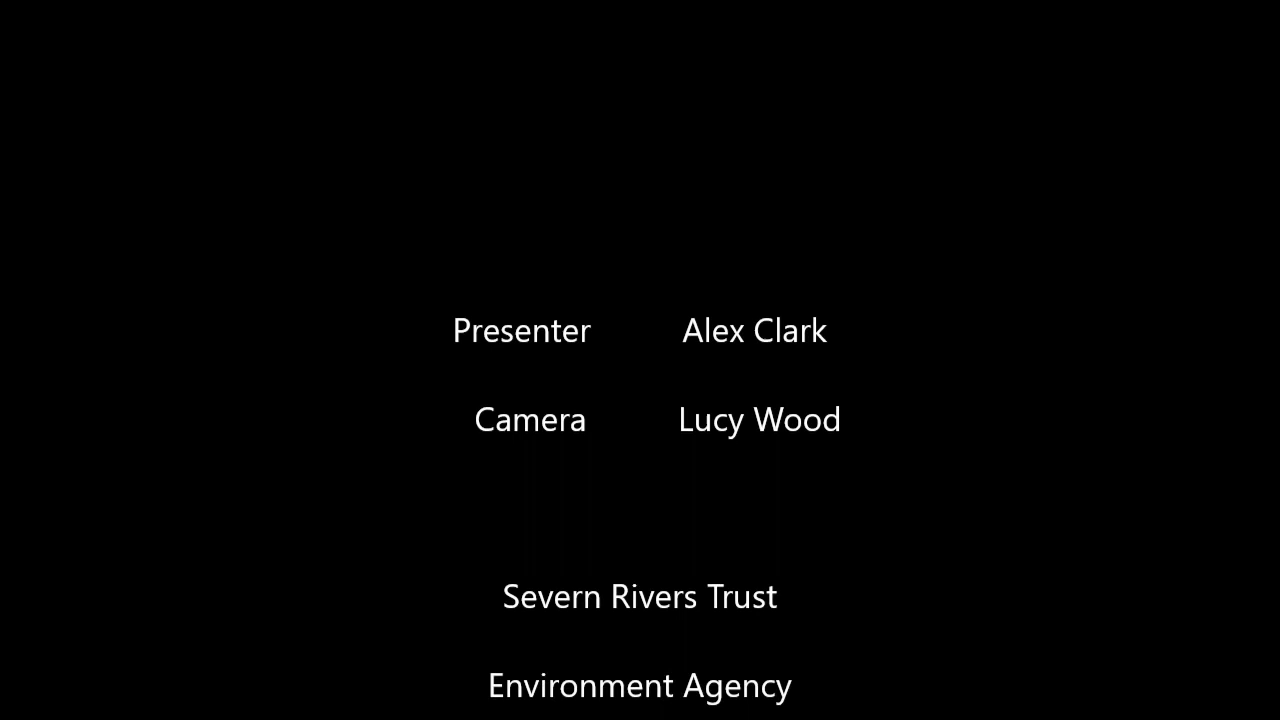 Presenter Alex Clark
Camera Lucy Wood
Severn Rivers Trust
Environment Agency